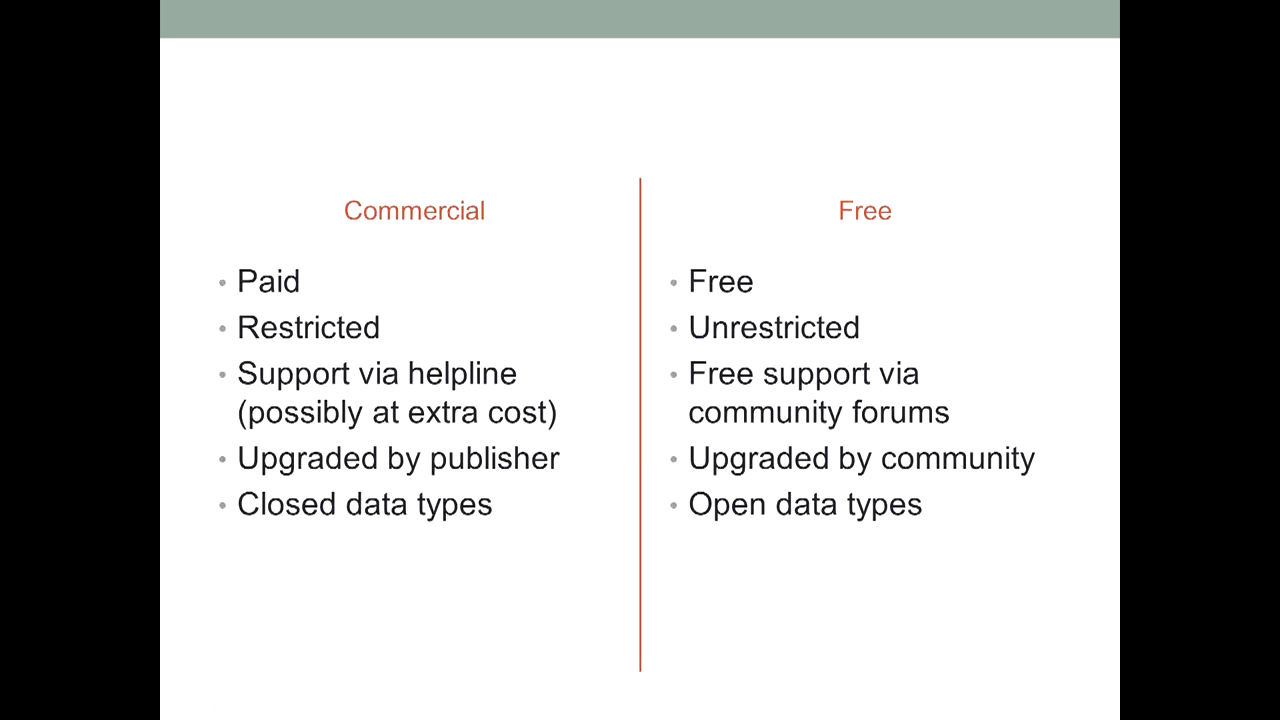 Commercial
• Paid
• Restricted
• Support via helpline
(possibly at extra cost)
• Upgraded by publisher
• Closed data types
Free
• Free
• Unrestricted
• Free support via
community forums
• Upgraded by community
• Open data types